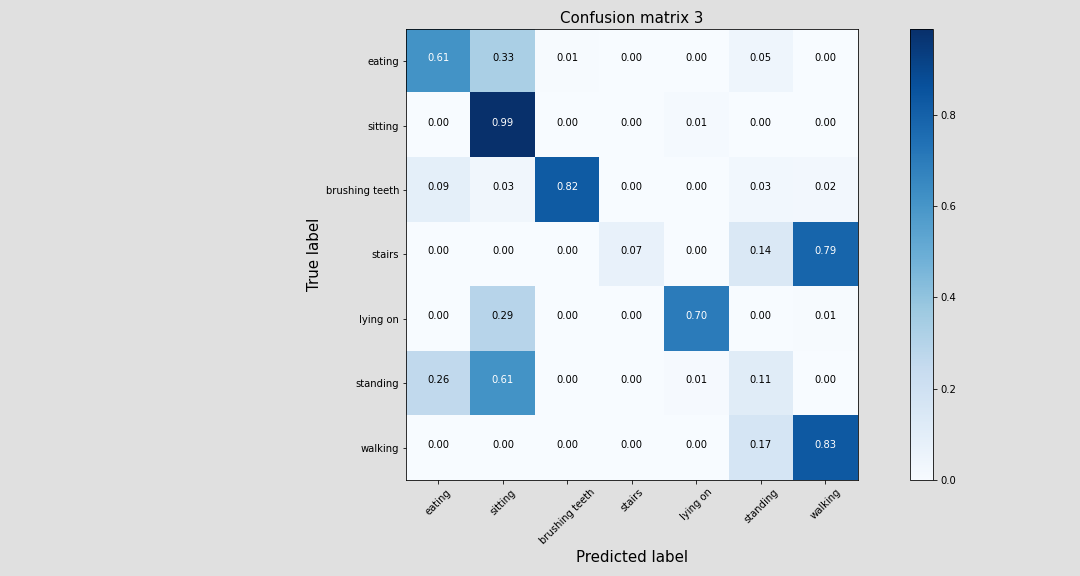 Confusion matrix 3
True label
eating 0.61 0.33 0.01 0.00 0.00 0.05 0.00
sitting 0.00 0.99 0.00 0.00 0.01 0.00 0.00
brushing teeth 0.09 0.03 0.82 0.00 0.00 0.03 0.02
stairs 0.00 0.00 0.00 0.07 0.00 0.14 0.79
lying on 0.00 0.29 0.00 0.00 0.70 0.00 0.01
standing 0.26 0.61 0.00 0.00 0.01 0.11 0.00
walking 0.00 0.00 0.00 0.00 0.00 0.17 0.83
eating sitting brushing teeth stairs lying on standing walking
Predicted label
0.8
0.6
0.4
0.2
0.0